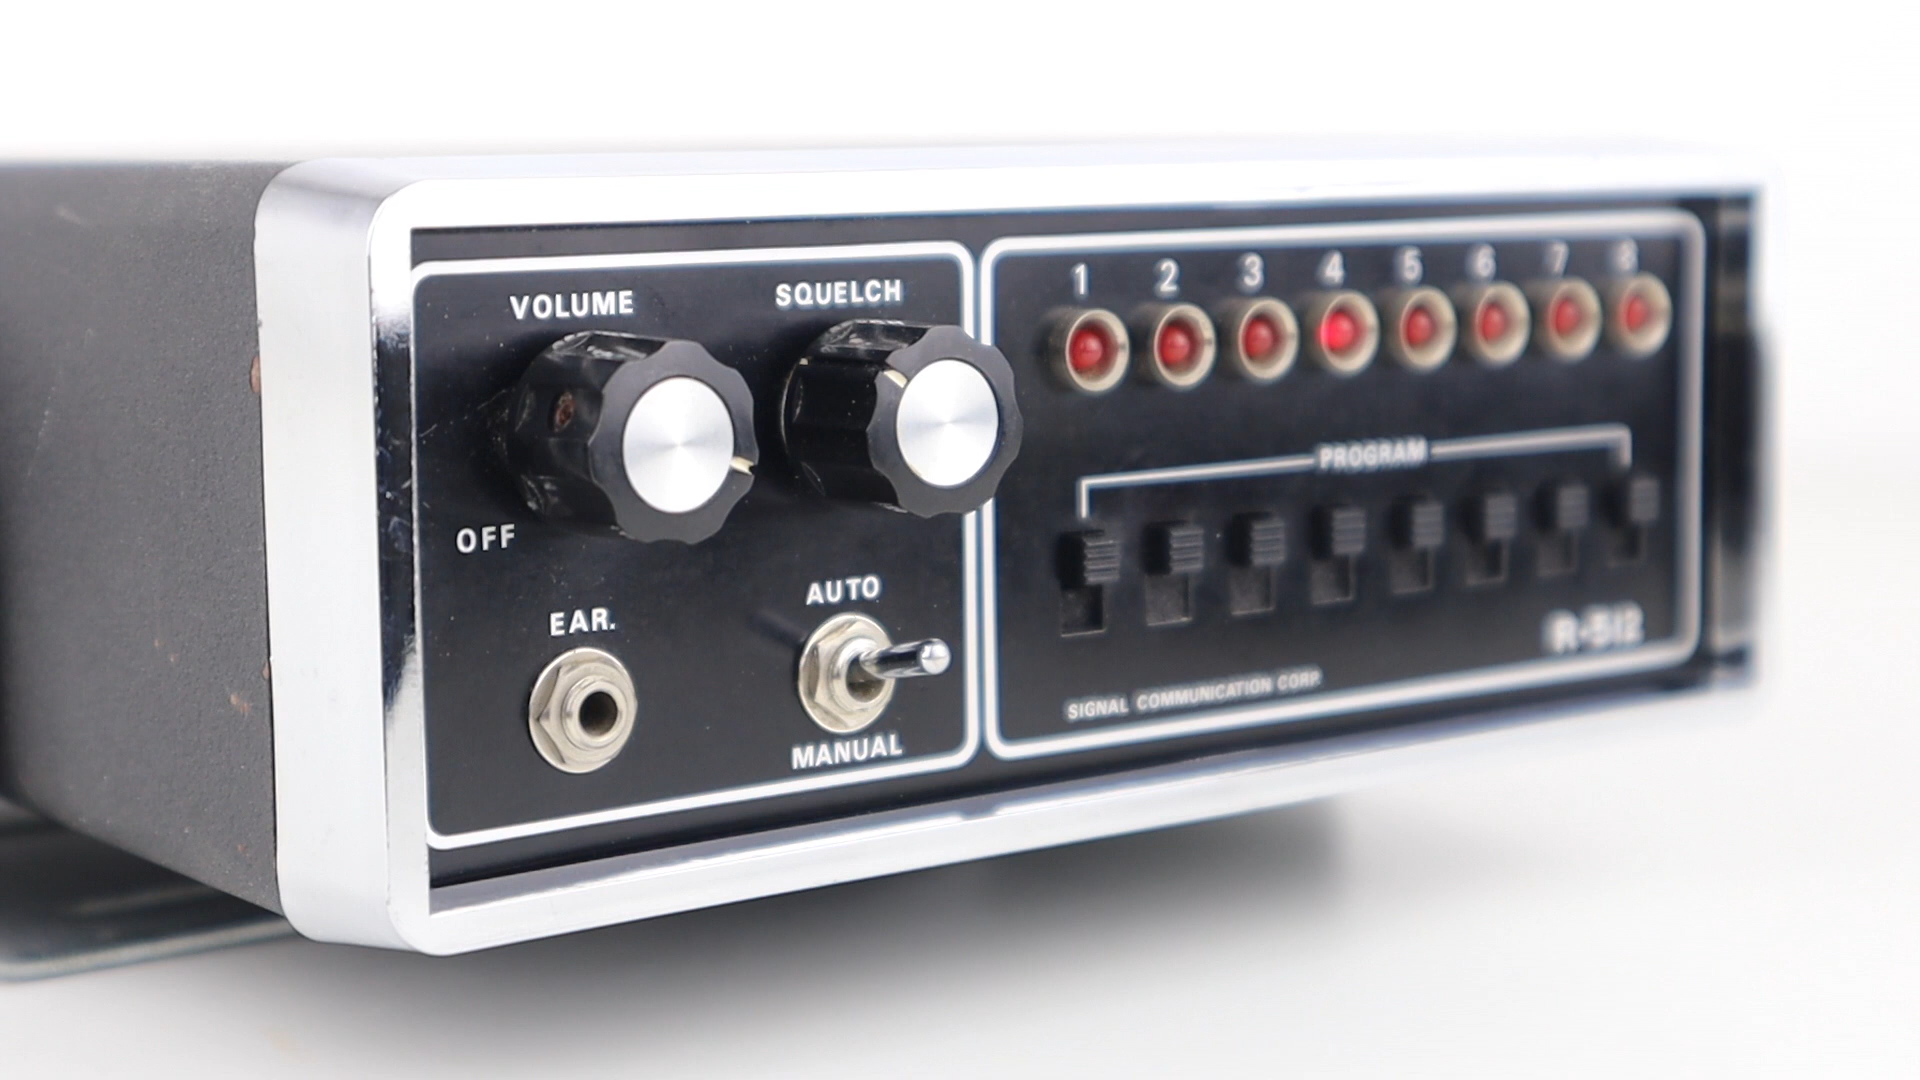 VOLUME
SQUELCH
OFF
EAR.
AUTO
MANUAL
1 2 3 4 5 6 7 8
PROGRAM
R-512
SIGNAL COMMUNICATION CORP.